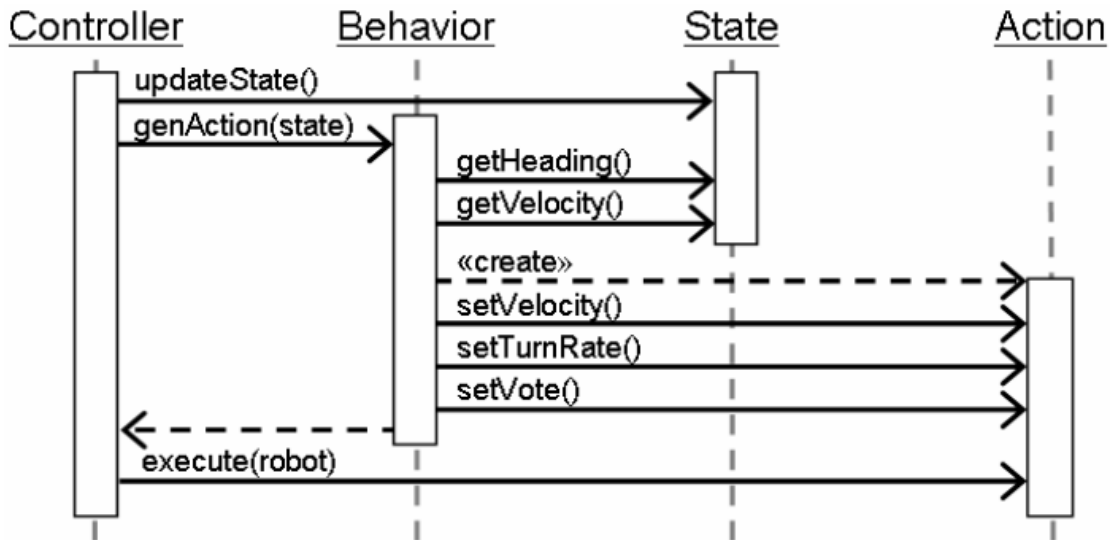 Controller
Behavior
State
Action
updateState()
genAction(state)
getHeading()
getVelocity()
«create»
setVelocity()
setTurnRate()
setVote()
execute(robot)